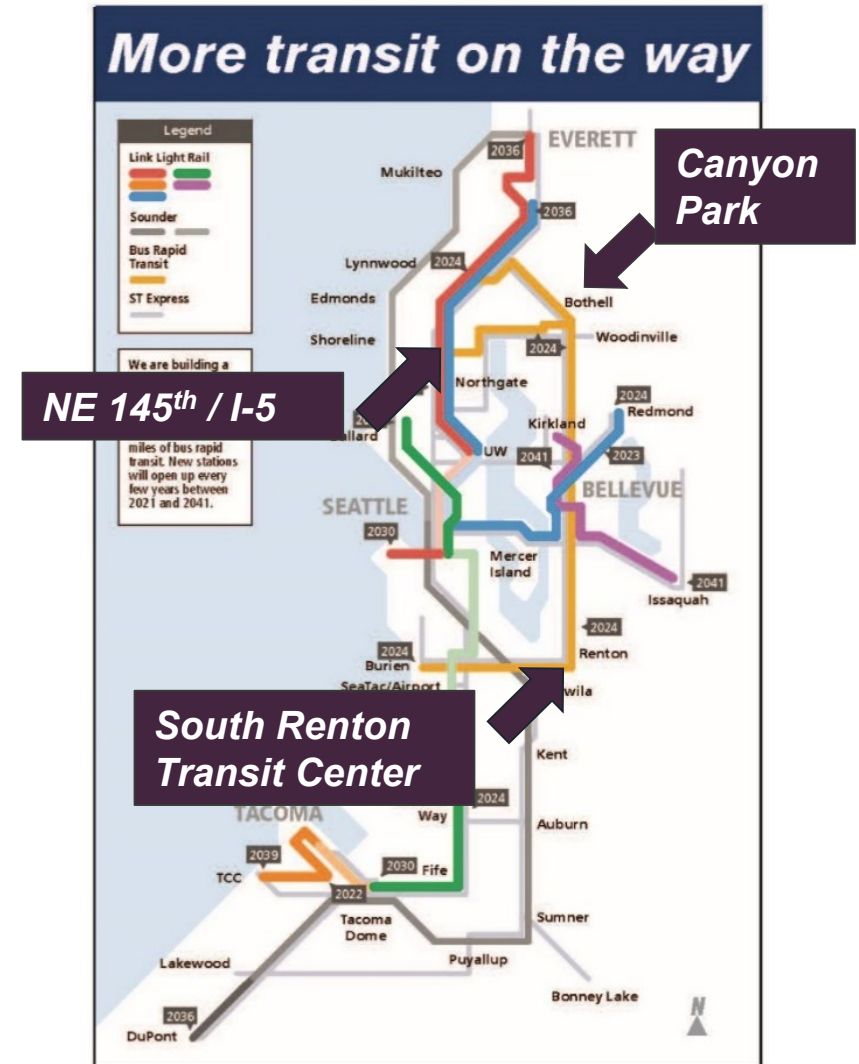 More transit on the way
Legend
Link Light Rail
Sounder
Bus Rapid
Transit
ST Express
We are building a
miles of bus rapid
transit. New stations
will open up every
few years between
2021 and 2041.
EVERETT
2036
Mukilteo
Canyon
Park
2036
Lynnwood
2024
Edmonds
Bothell
Shoreline
Woodinville
2024
NE 145th / I-5
Northgate
2024
Redmond
Kirkland
UW
2041
2023
BELLEVUE
SEATTLE
2030
Mercer
Island
2041
Issaquah
2024
Renton
2024
Burien
SeaTac/Airport
wila
South Renton
Transit Center
Kent
2024
Way
Auburn
TACOMA
2039
TCC
2030
Fife
2022
Tacoma
Dome
Sumner
Puyallup
Lakewood
Bonney Lake
2036
DuPont
N